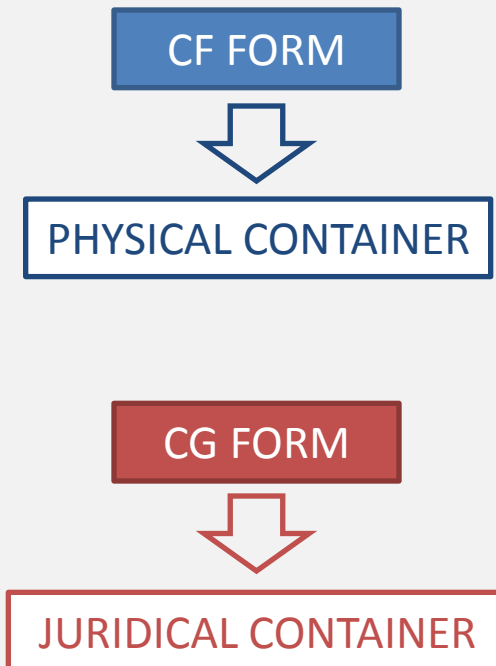 CF FORM
PHYSICAL CONTAINER
CG FORM
JURIDICAL CONTAINER